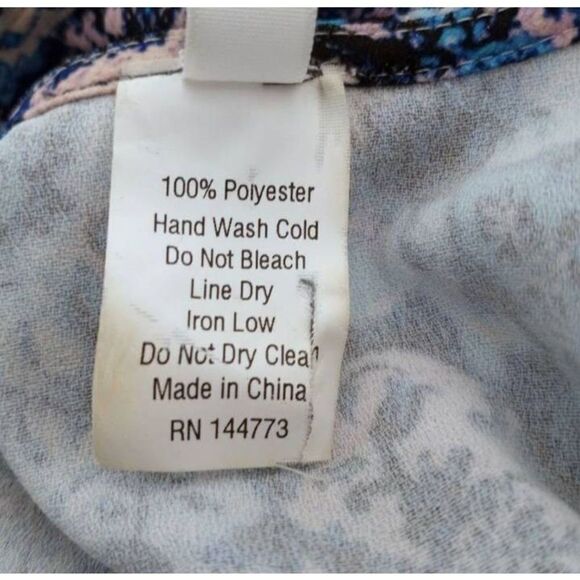 100% Polyester
Hand Wash Cold
Do Not Bleach
Line Dry
Iron Low
Do Not Dry Clean
Made in China
RN 144773